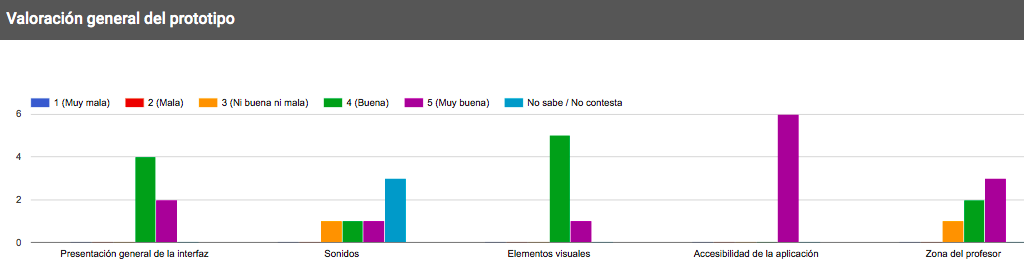 Valoración general del prototipo
1 (Muy mala) 2 (Mala) 3 (Ni buena ni mala) 4 (Buena) 5 (Muy buena) No sabe / No contesta
6
4
2
0
Presentación general de la interfaz Sonidos Elementos visuales Accesibilidad de la aplicación Zona del profesor